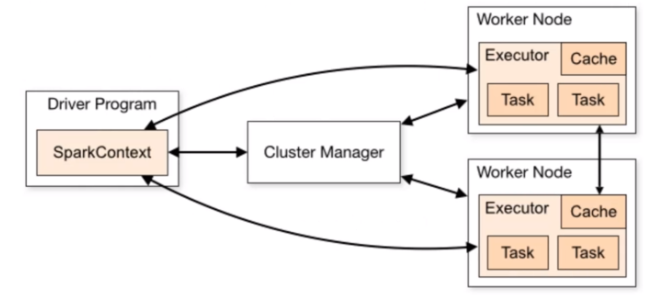 Driver Program
SparkContext
Cluster Manager
Worker Node
Executor
Cache
Task
Task
Worker Node
Executor
Cache
Task
Task